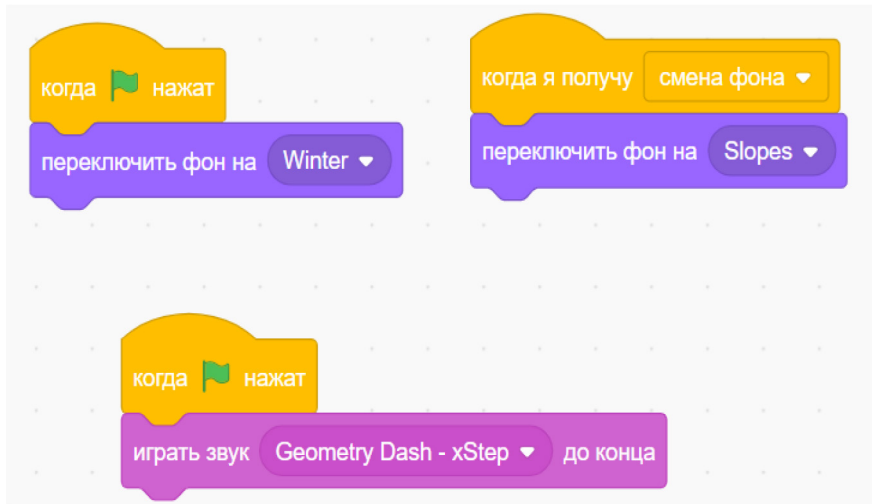 когда нажат
переключить фон на Winter
когда я получу смена фона
переключить фон на Slopes
когда нажат
играть звук Geometry Dash - xStep до конца